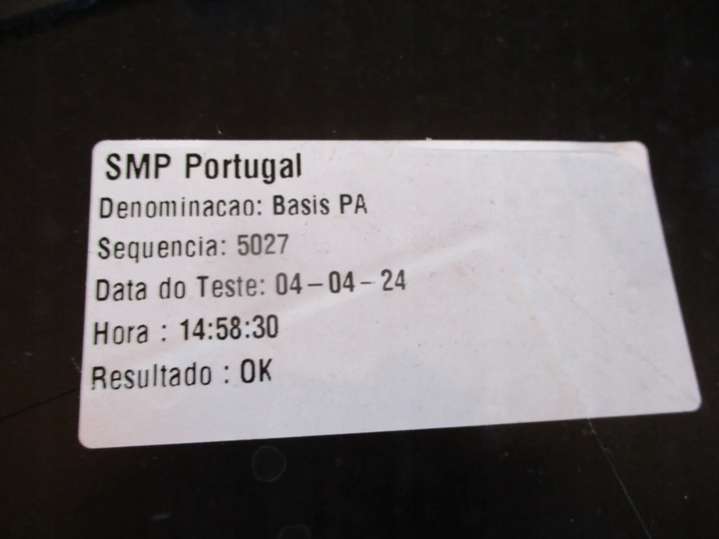 SMP Portugal
Denominacao: Basis PA
Sequencia: 5027
Data do Teste: 04-04-24
Hora : 14:58:30
Resultado : OK